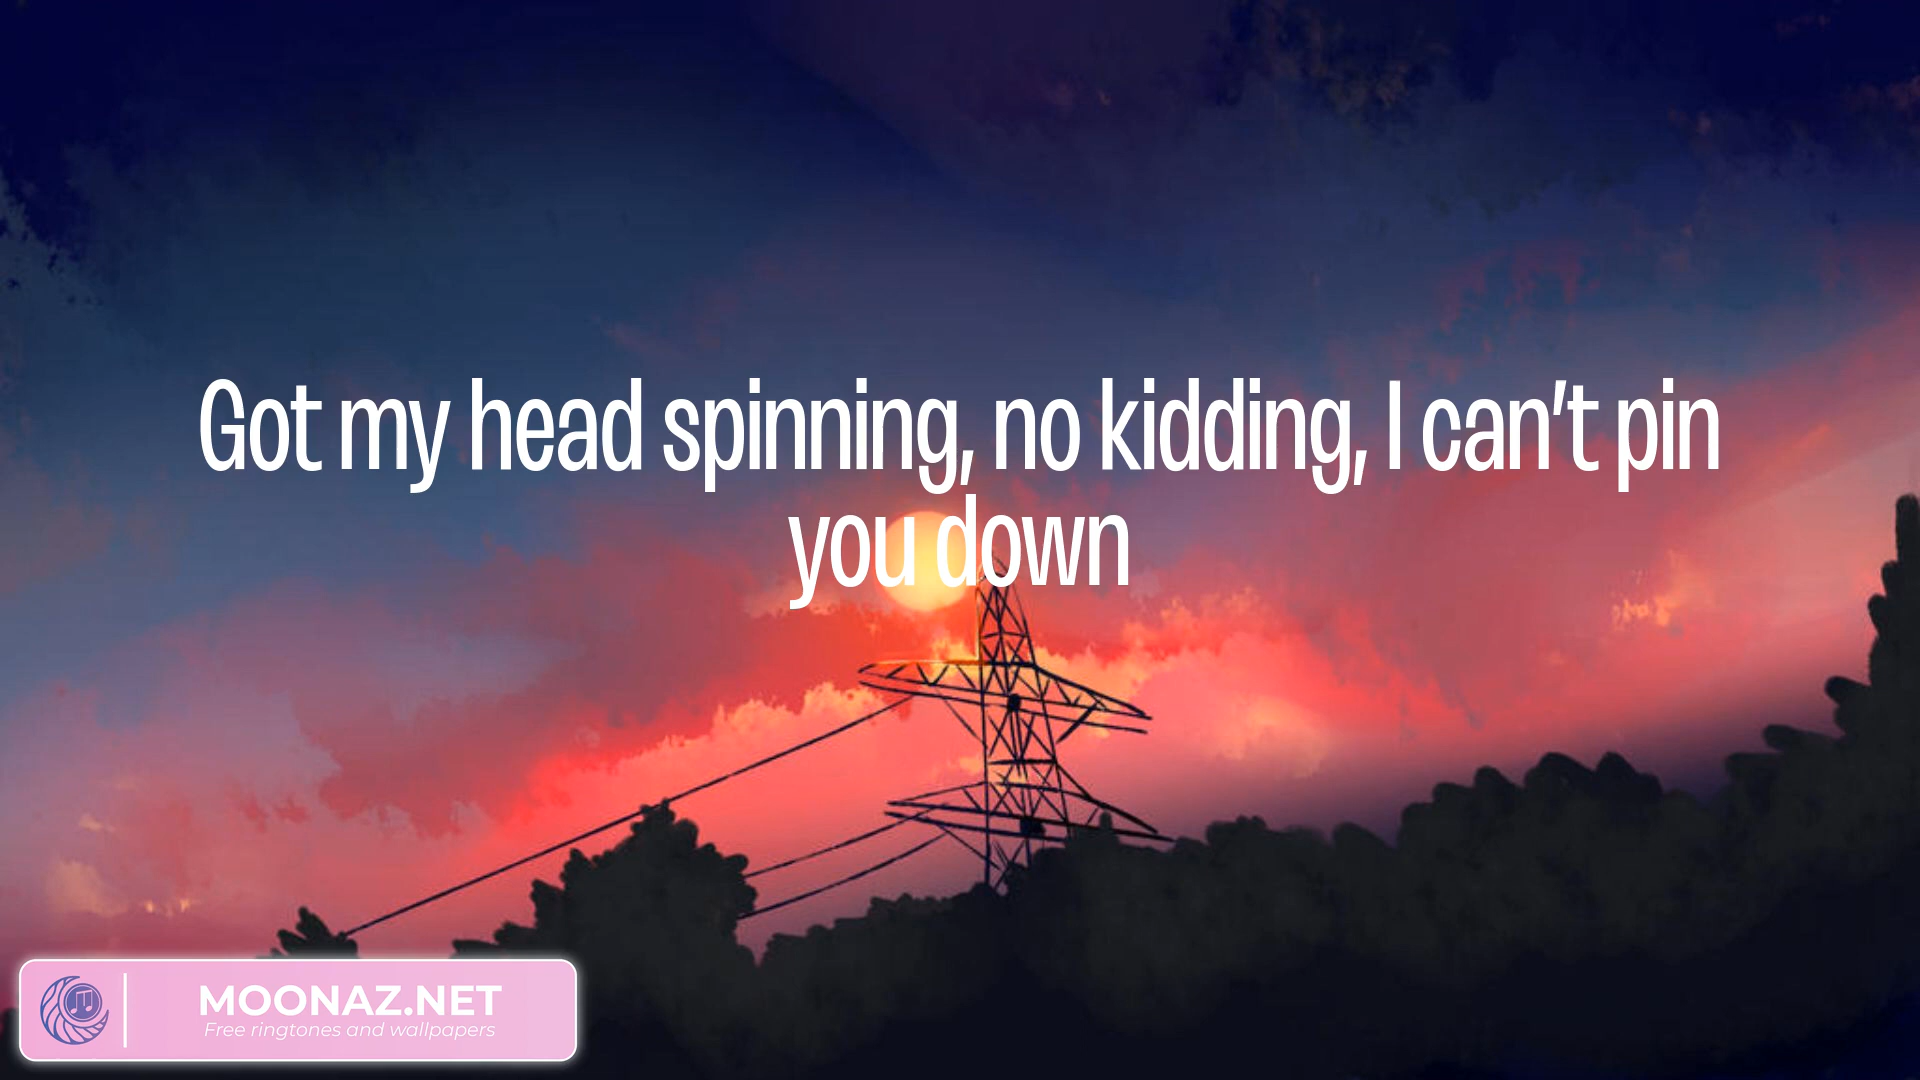 Got my head spinning, no kidding, I can't pin
you down
MOONAZ.NET
Free ringtones and wallpapers